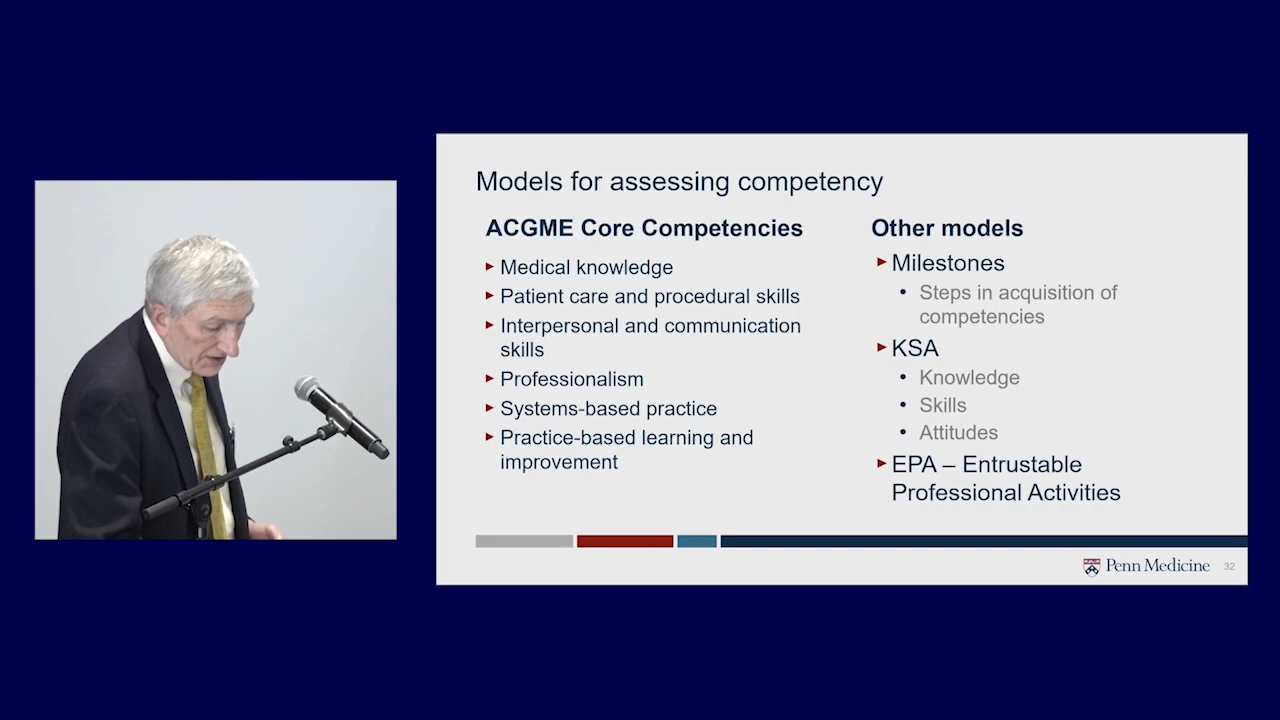 Models for assessing competency
ACGME Core Competencies
▸ Medical knowledge
▸ Patient care and procedural skills
▸ Interpersonal and communication
skills
▸ Professionalism
▸ Systems-based practice
▸ Practice-based learning and
improvement
Other models
▸ Milestones
• Steps in acquisition of
competencies
▸ KSA
• Knowledge
• Skills
• Attitudes
▸ EPA – Entrustable
Professional Activities
Penn Medicine 32